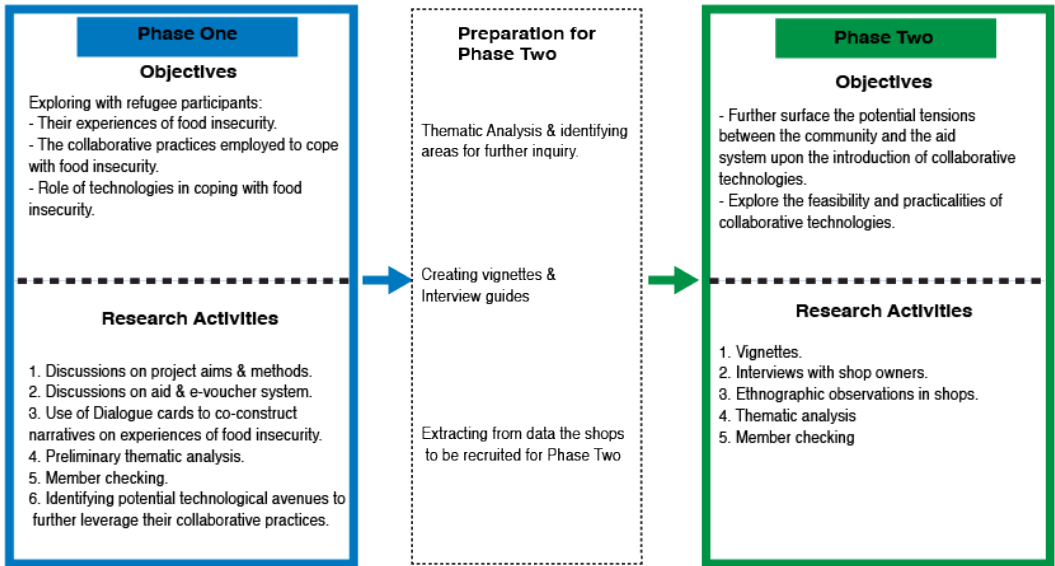 Phase One
Objectives
Exploring with refugee participants:
- Their experiences of food insecurity.
- The collaborative practices employed to cope
with food insecurity.
- Role of technologies in coping with food
insecurity.
Research Activities
1. Discussions on project aims & methods.
2. Discussions on aid & e-voucher system.
3. Use of Dialogue cards to co-construct
narratives on experiences of food insecurity.
4. Preliminary thematic analysis.
5. Member checking.
6. Identifying potential technological avenues to
further leverage their collaborative practices.
Preparation for
Phase Two
Thematic Analysis & identifying
areas for further inquiry.
Creating vignettes &
Interview guides
Extracting from data the shops
to be recruited for Phase Two
Phase Two
Objectives
- Further surface the potential tensions
between the community and the aid
system upon the introduction of collaborative
technologies.
- Explore the feasibility and practicalities of
collaborative technologies.
Research Activities
1. Vignettes.
2. Interviews with shop owners.
3. Ethnographic observations in shops.
4. Thematic analysis
5. Member checking